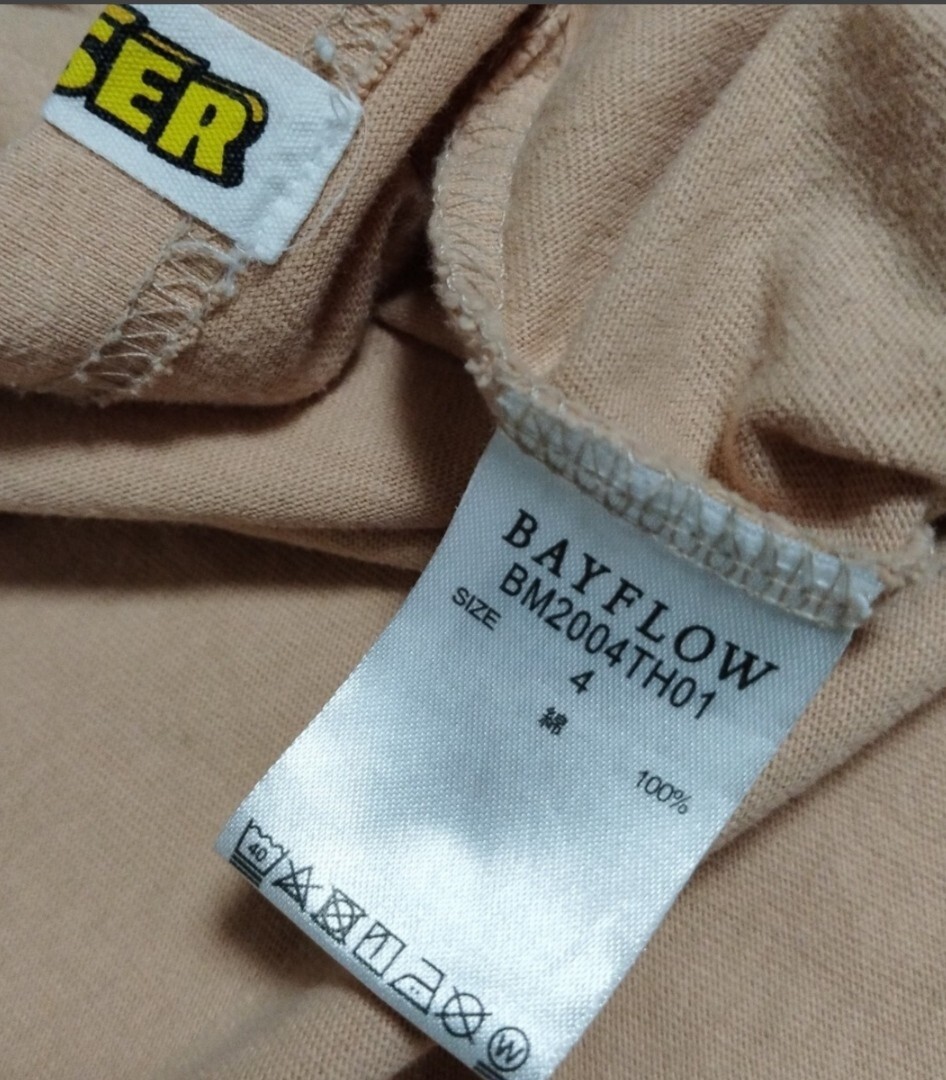 SER
BAYFLOW
BM2004TH01
SIZE 4
綿 100%
40
W